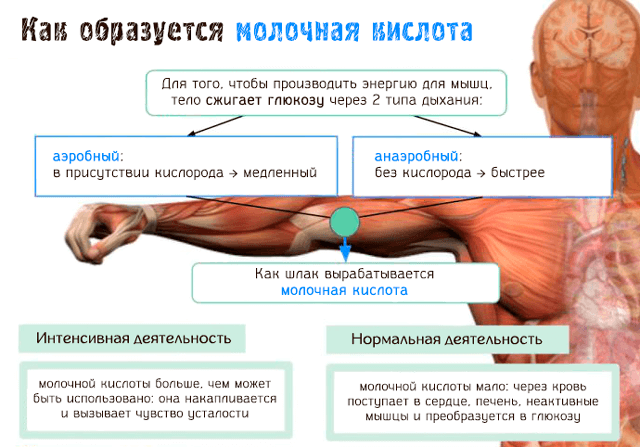 Как образуется молочная кислота
Для того, чтобы производить энергию для мышц,
тело сжигает глюкозу через 2 типа дыхания:
аэробный:
в присутствии кислорода → медленный
анаэробный:
без кислорода → быстрее
Как шлак вырабатывается
молочная кислота
Интенсивная деятельность
молочной кислоты больше, чем может
быть использовано: она накапливается
и вызывает чувство усталости
Нормальная деятельность
молочной кислоты мало: через кровь
поступает в сердце, печень, неактивные
мышцы и преобразуется в глюкозу